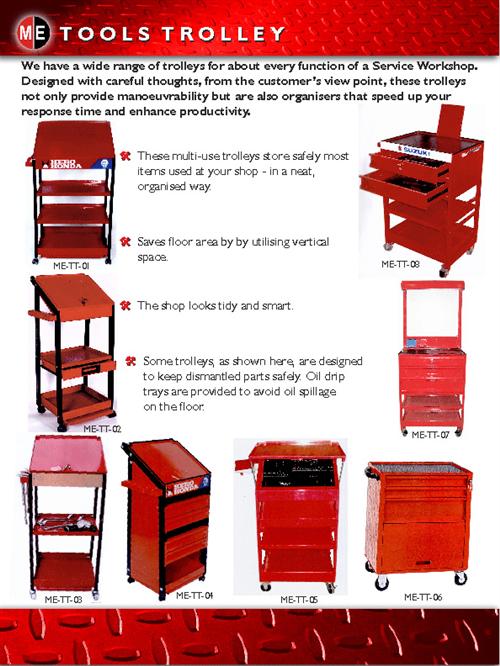 ME TOOLS TROLLEY
We have a wide range of trolleys for about every function of a Service Workshop.
Designed with careful thoughts, from the customer's view point, these trolleys
not only provide manoeuvrability but are also organisers that speed up your
response time and enhance productivity.
HERO
HONDA
These multi-use trolleys store safely most
items used at your shop - in a neat,
organised way.
SUZUKI
Saves floor area by by utilising vertical
space.
ME-TT-01
ME-TT-08
The shop looks tidy and smart.
Some trolleys, as shown here, are designed
to keep dismantled parts safely. Oil drip
trays are provided to avoid oil spillage
on the floor.
ME-TT-02
ME-TT-07
HERO
HONDA
ME-TT-03
ME-TT-04
ME-TT-05
ME-TT-06